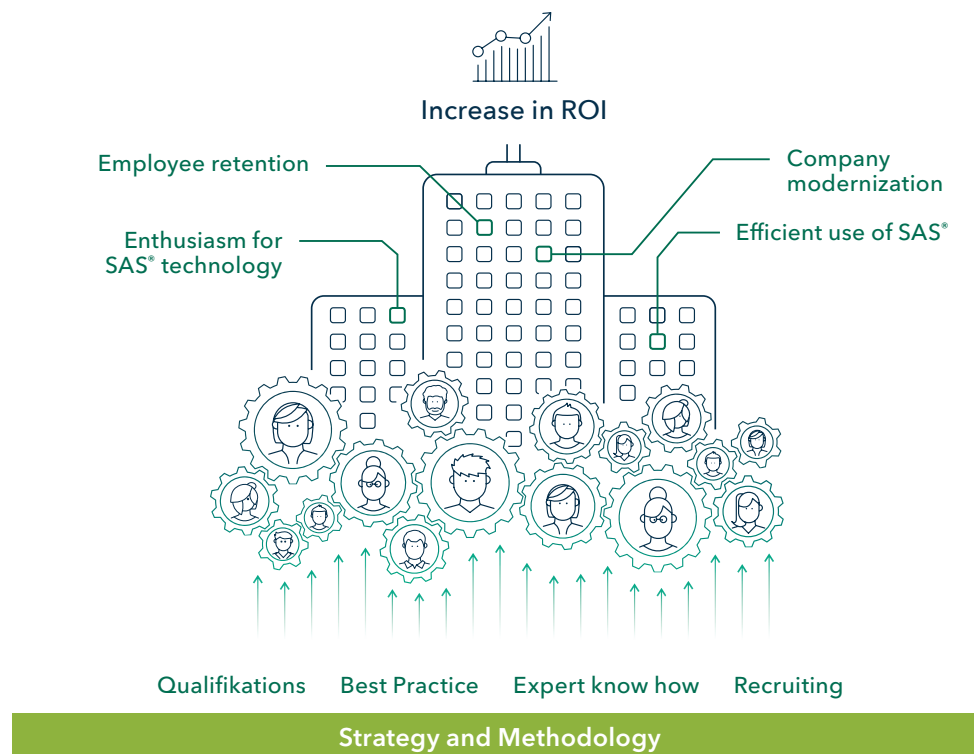 Increase in ROI
Employee retention
Company
modernization
Enthusiasm for
SAS® technology
Efficient use of SAS®
Qualifikations
Best Practice
Expert know how
Recruiting
Strategy and Methodology